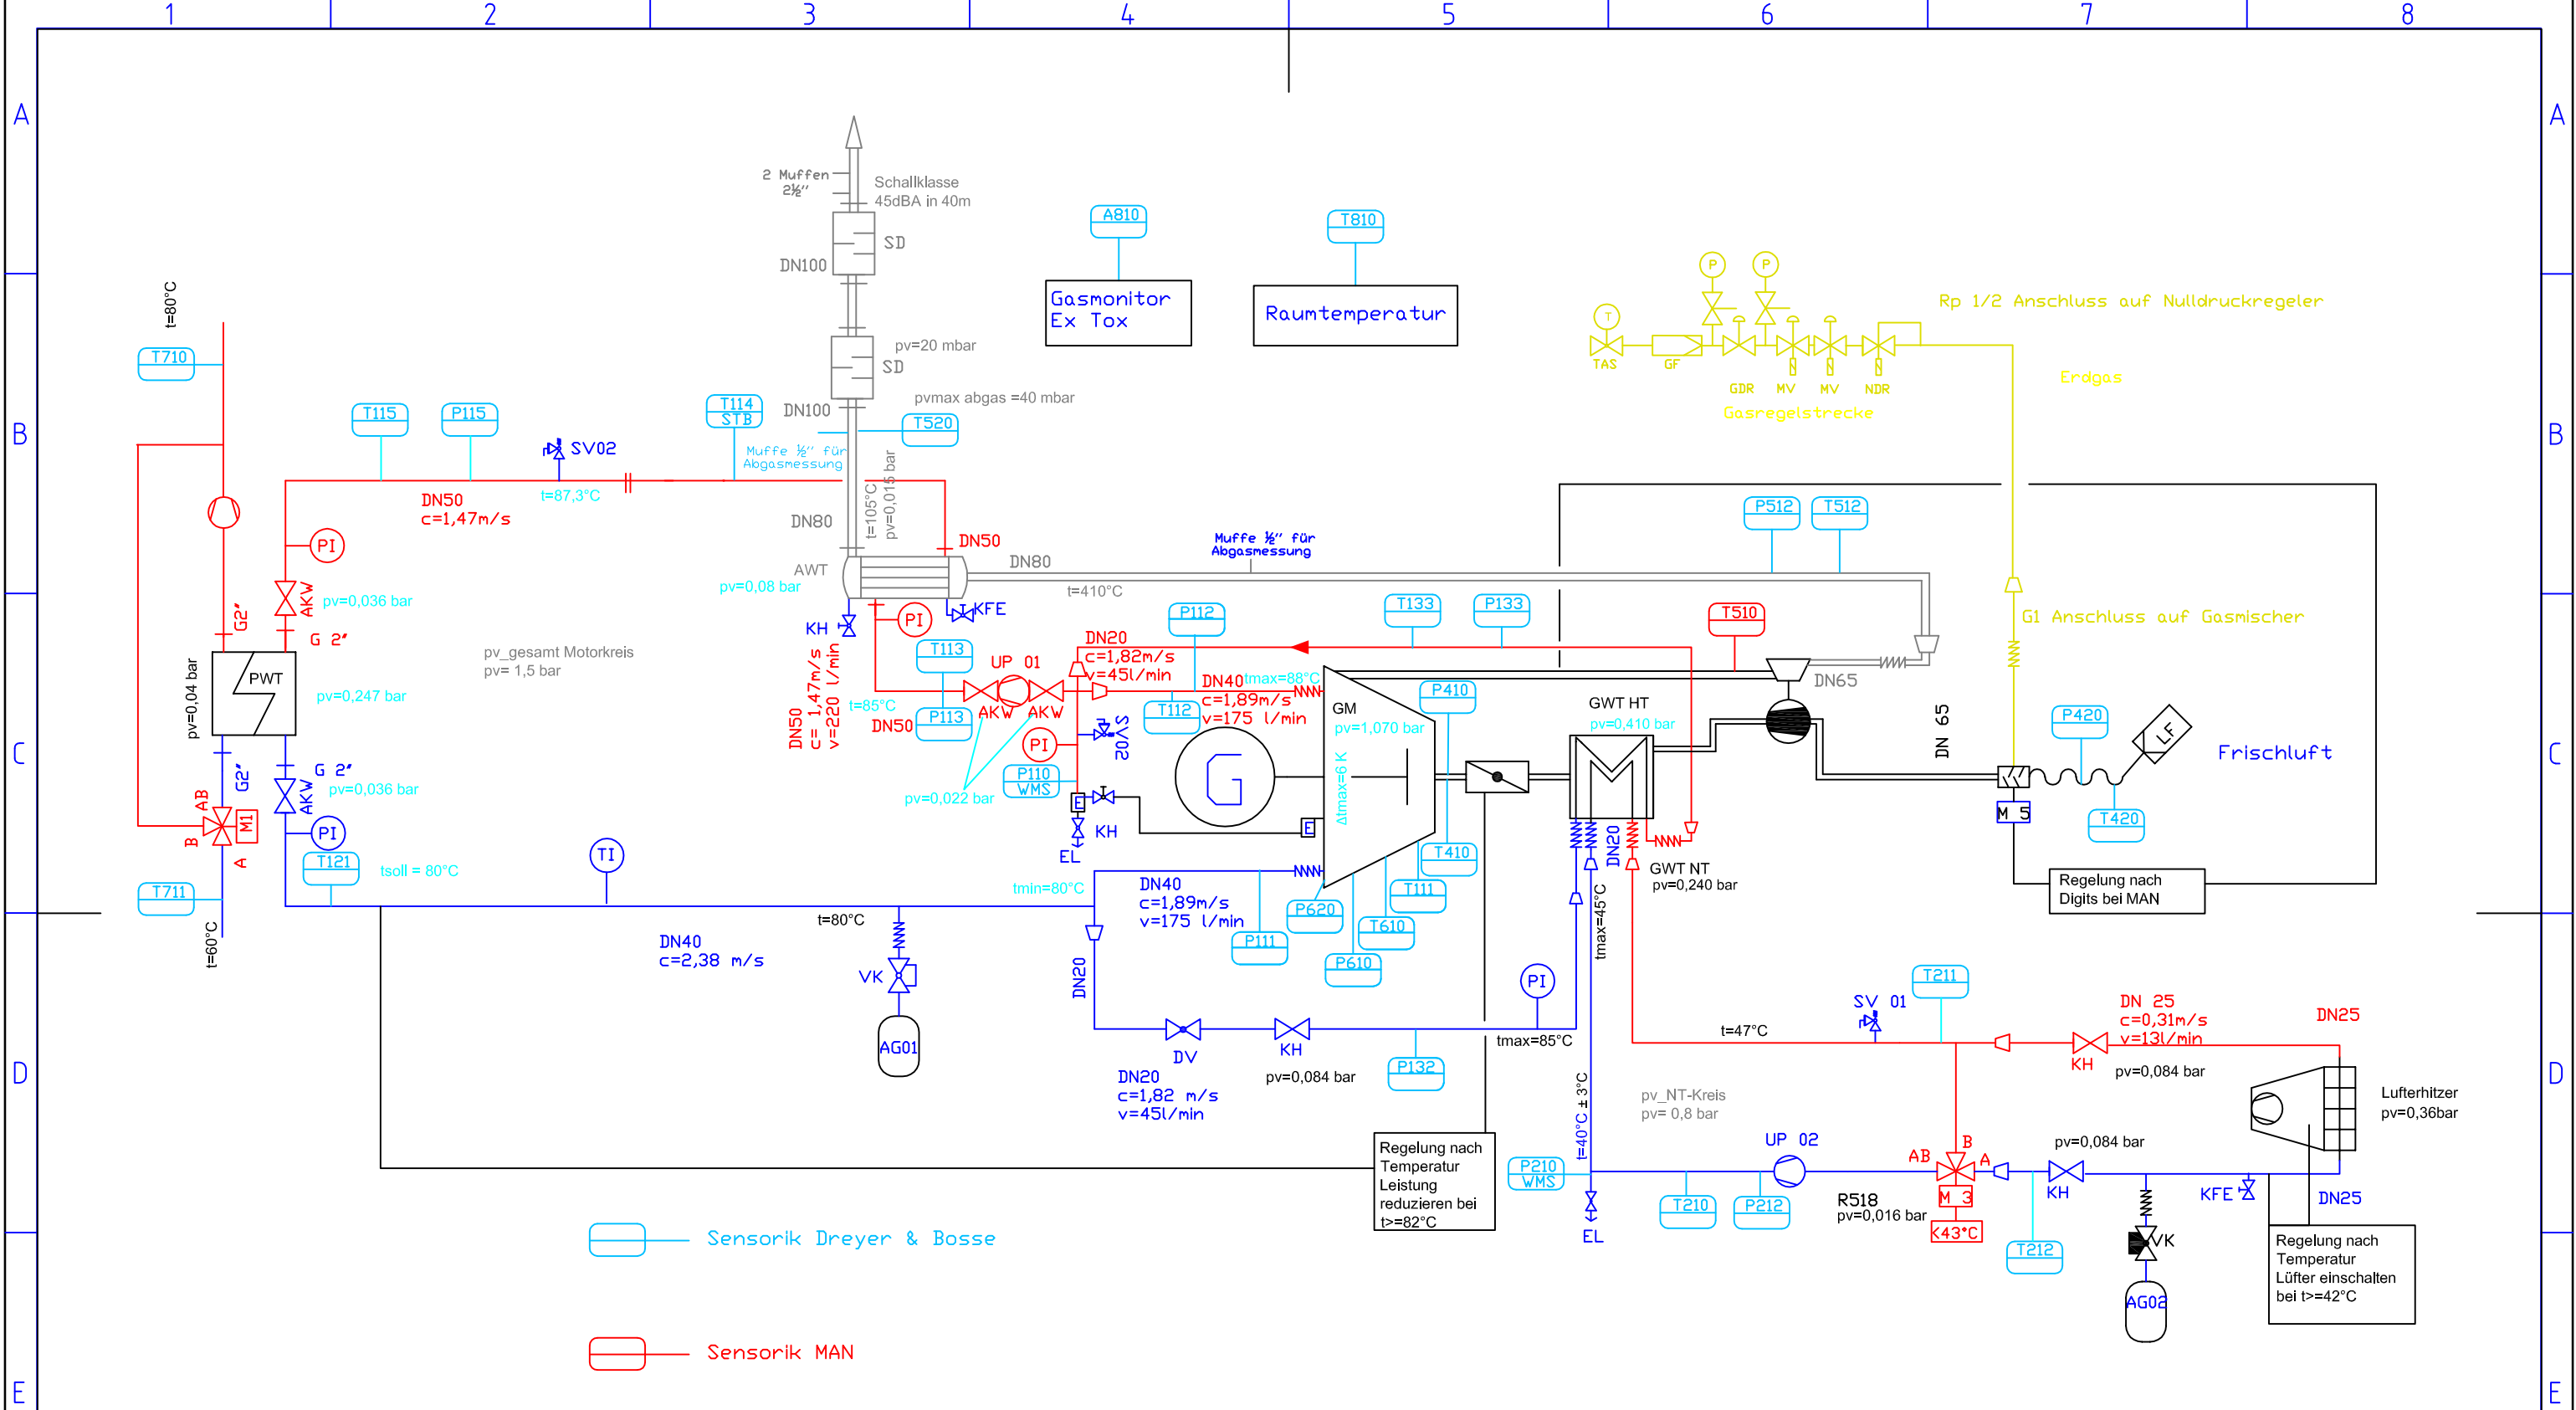 1
2
3
4
5
6
7
8
A
A
2 Muffen
2½"
Schallklasse
45dBA in 40m
SD
DN100
A810
T810
Gasmonitor
Ex Tox
Raumtemperatur
P
P
T
TAS
GF
GDR
MV
MV
NDR
Rp 1/2 Anschluss auf Nulldruckregeler
Erdgas
Gasregelstrecke
t=80°C
T710
pv=20 mbar
SD
pvmax abgas =40 mbar
DN100
B
B
T115
P115
SV02
T114
STB
T520
Muffe ½" für
Abgasmessung
DN50
c=1,47m/s
t=87,3°C
t=105°C
pv=0,015 bar
DN80
PI
DN50
DN80
Muffe ½" für
Abgasmessung
P512
T512
AWT
pv=0,08 bar
t=410°C
AKW
pv=0,036 bar
G2"
G 2"
KH
PI
KFE
P112
T133
P133
T510
G1 Anschluss auf Gasmischer
pv_gesamt Motorkreis
pv= 1,5 bar
pv=0,04 bar
PWT
pv=0,247 bar
DN50
c= 1,47m/s
v=220 l/min
T113
UP 01
DN20
c=1,82m/s
v=45l/min
t=85°C
DN50
P113
AKW
AKW
T112
DN40
c=1,89m/s
v=175 l/min
tmax=88°C
GM
pv=1,070 bar
P410
GWT HT
pv=0,410 bar
DN65
DN 65
P420
LF
Frischluft
C
C
G2"
G 2"
AKW
pv=0,036 bar
PI
SV02
P110
WMS
pv=0,022 bar
E
KH
EL
G
Δtmax=6 K
E
AB
B
M1
A
PI
T121
T711
t=60°C
tsoll = 80°C
TI
tmin=80°C
DN40
c=1,89m/s
v=175 l/min
T410
T111
P620
T610
P111
P610
DN20
GWT NT
pv=0,240 bar
tmax=45°C
M 5
T420
Regelung nach
Digits bei MAN
DN40
c=2,38 m/s
t=80°C
VK
AG01
DN20
DV
KH
DN20
c=1,82 m/s
v=45l/min
pv=0,084 bar
P132
PI
tmax=85°C
t=40°C ± 3°C
t=47°C
SV 01
T211
DN 25
c=0,31m/s
v=13l/min
KH
pv=0,084 bar
DN25
D
D
Lufterhitzer
pv=0,36bar
pv_NT-Kreis
pv= 0,8 bar
Regelung nach
Temperatur
Leistung
reduzieren bei
t>=82°C
P210
WMS
EL
T210
P212
UP 02
AB
B
A
M 3
K43°C
R518
pv=0,016 bar
pv=0,084 bar
KH
T212
VK
AG02
KFE
DN25
Regelung nach
Temperatur
Lüfter einschalten
bei t>=42°C
Sensorik Dreyer & Bosse
Sensorik MAN
E
E